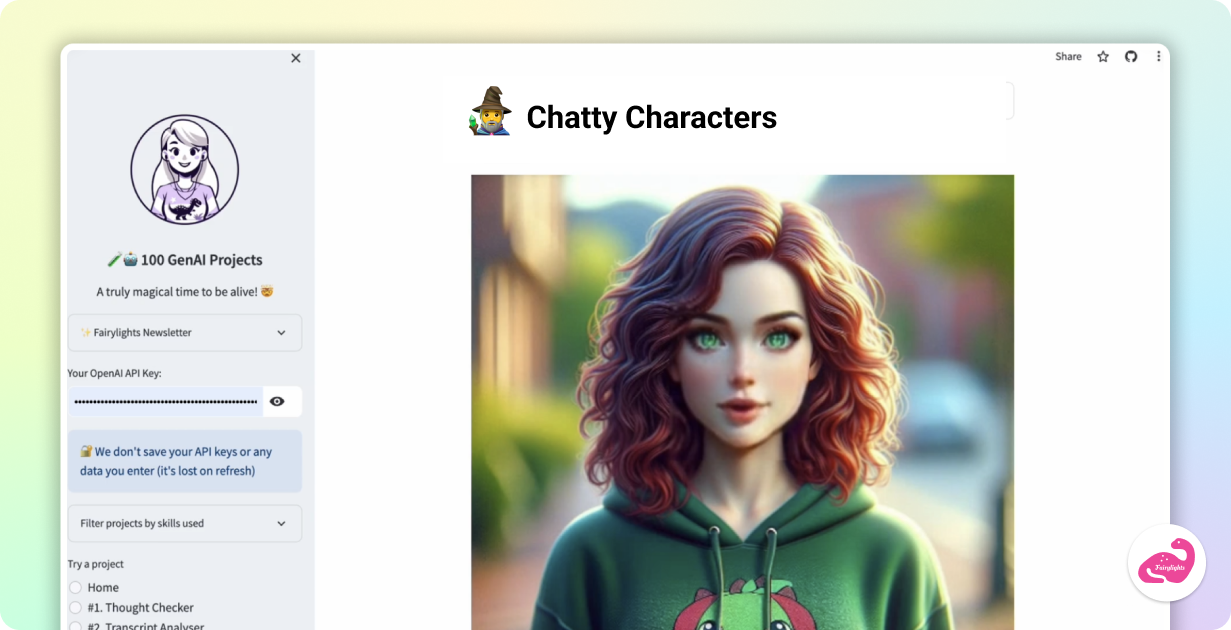 Share
Chatty Characters
100 GenAI Projects
A truly magical time to be alive! 🤯
✨ Fairylights Newsletter
Your OpenAI API Key:
🔐 We don't save your API keys or any
data you enter (it's lost on refresh)
Filter projects by skills used
Try a project
Home
#1. Thought Checker
#2. Transcript Analyser
Fairylights